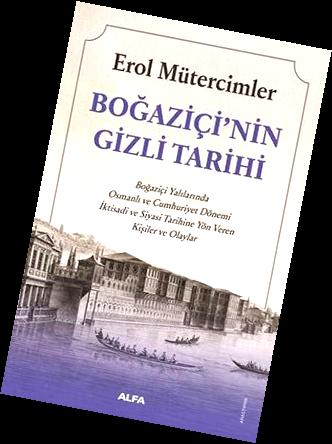 Erol Mütercimler
BOĞAZİÇİ'NİN
GİZLİ TARİHİ
Boğaziçi Yalılarında
Osmanlı ve Cumhuriyet Dönemi
İktisadi ve Siyasi Tarihine Yön Veren
Kişiler ve Olaylar
ALFA